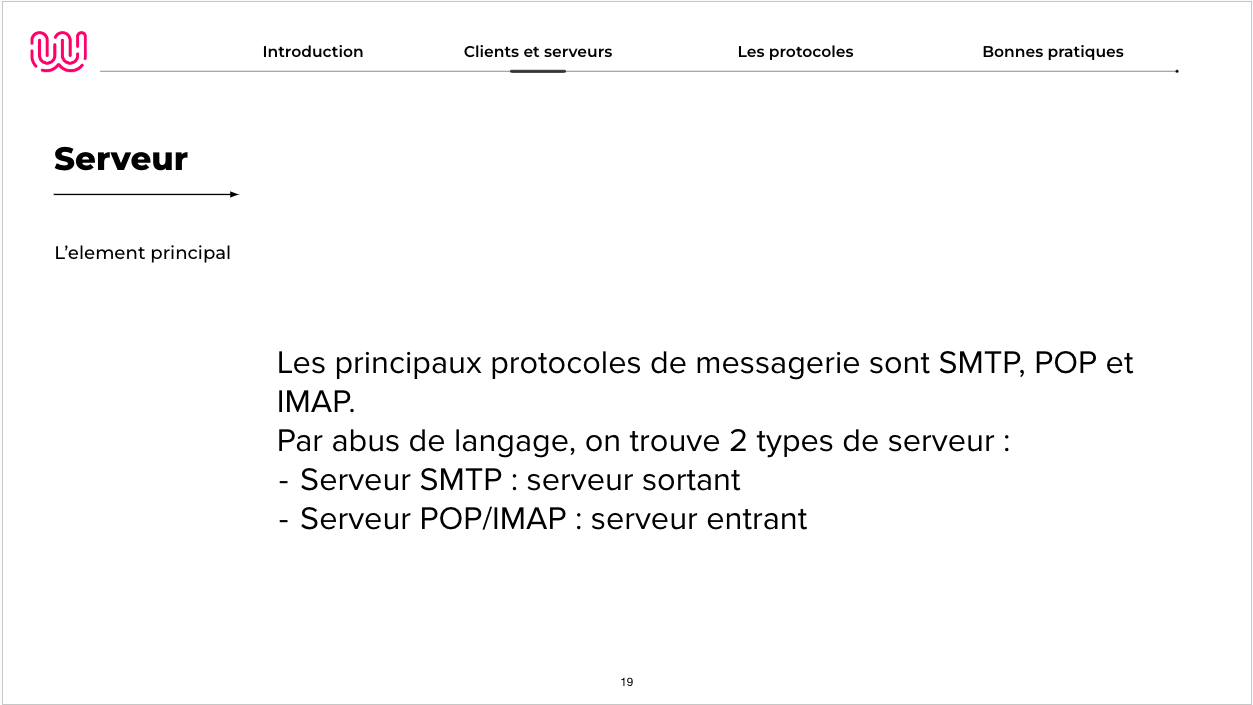 Introduction
Clients et serveurs
Les protocoles
Bonnes pratiques
Serveur
L’element principal
Les principaux protocoles de messagerie sont SMTP, POP et
IMAP.
Par abus de langage, on trouve 2 types de serveur :
- Serveur SMTP : serveur sortant
- Serveur POP/IMAP : serveur entrant
19